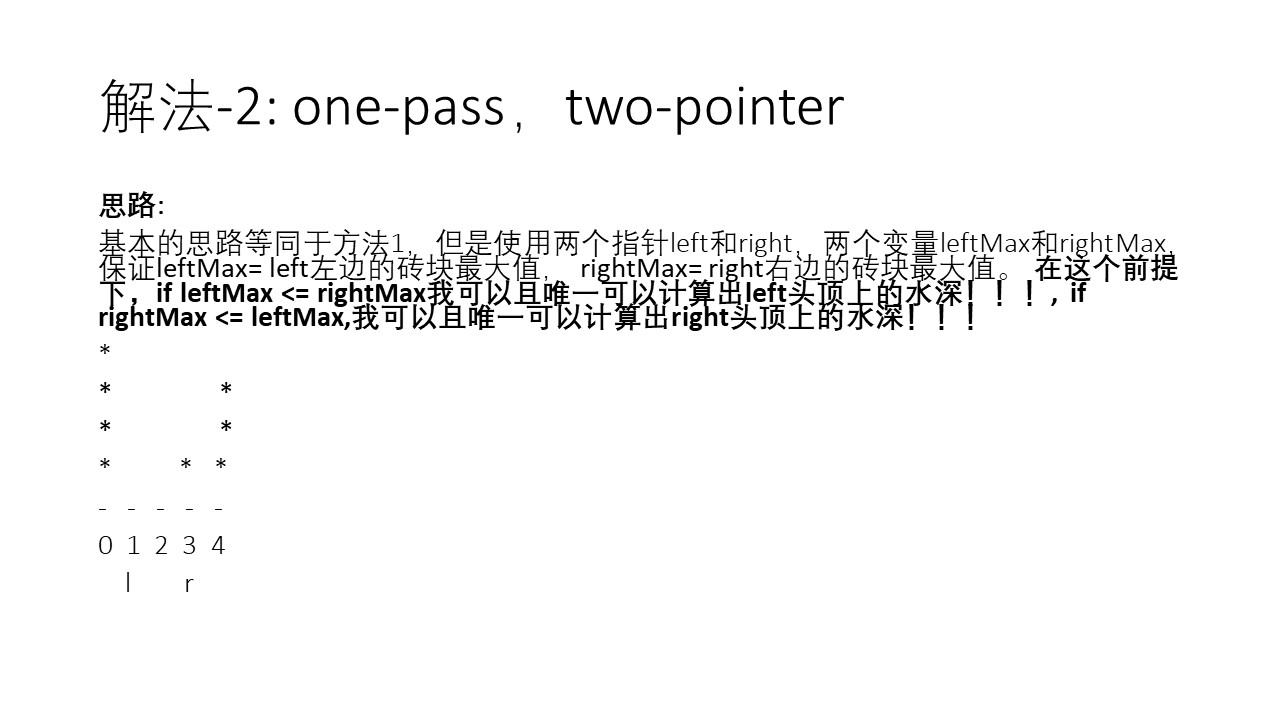 解法-2: one-pass，two-pointer
思路:
基本的思路等同于方法1，但是使用两个指针left和right，两个变量leftMax和rightMax，
保证leftMax= left左边的砖块最大值， rightMax= right右边的砖块最大值。 在这个前提
下，if leftMax <= rightMax我可以且唯一可以计算出left头顶上的水深！！！, if
rightMax <= leftMax,我可以且唯一可以计算出right头顶上的水深！！！
*
* *
* *
* * *
- - - - -
0 1 2 3 4
l r